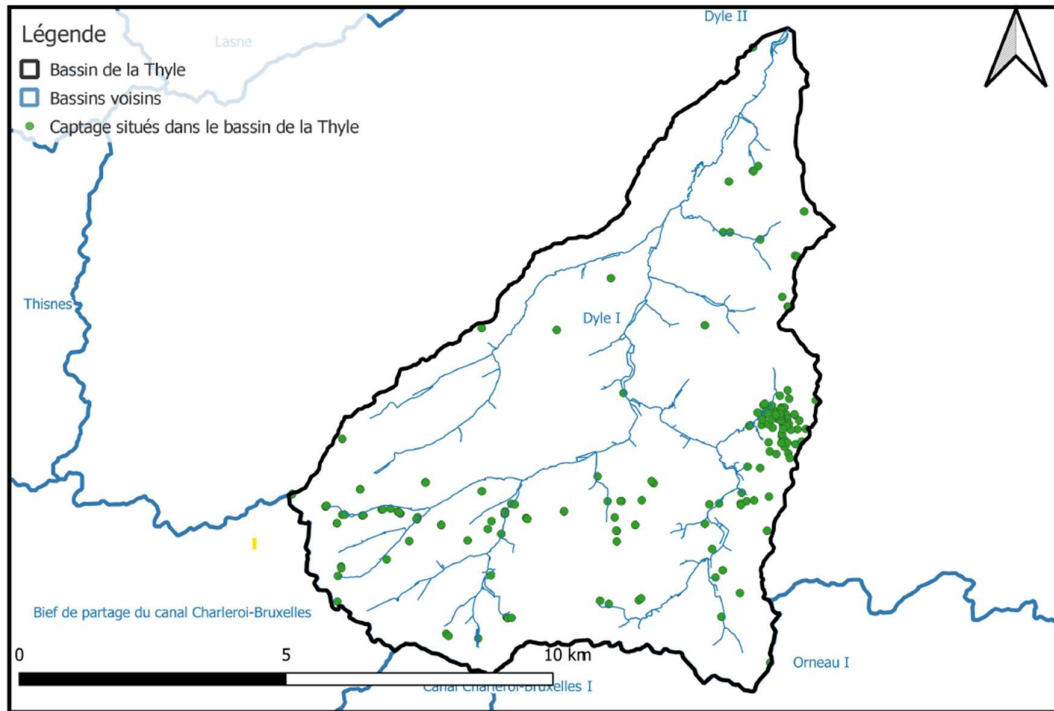 Dyle II
Légende
Lasne
Bassin de la Thyle
Bassins voisins
Captage situés dans le bassin de la Thyle
Thisnes
Dyle I
Bief de partage du canal Charleroi-Bruxelles
0 5 10 km
Orneau I
Canal Charleroi-Bruxelles I